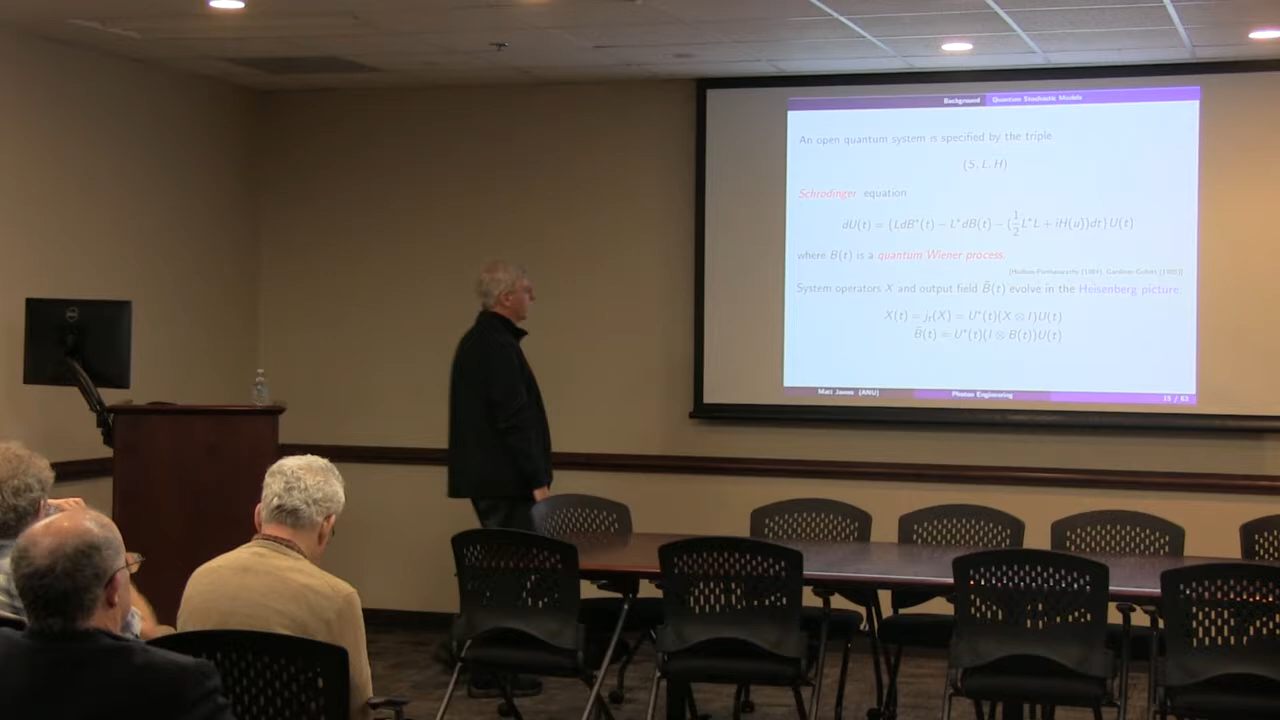 Background Quantum Stochastic Models
An open quantum system is specified by the triple
(S, L, H)
Schrodinger equation
dU(t) = {LdB*(t) − L*dB(t) − (½L*L + iH(u))dt}U(t)
where B(t) is a quantum Wiener process.
[Hudson-Parthasarathy (1984), Gardiner-Collett (1985)]
System operators X and output field B̃(t) evolve in the Heisenberg picture:
X(t) = jₜ(X) = U*(t)(X ⊗ I)U(t)
B̃(t) = U*(t)(I ⊗ B(t))U(t)
Matt James (ANU) Photon Engineering 15 / 53
DELL